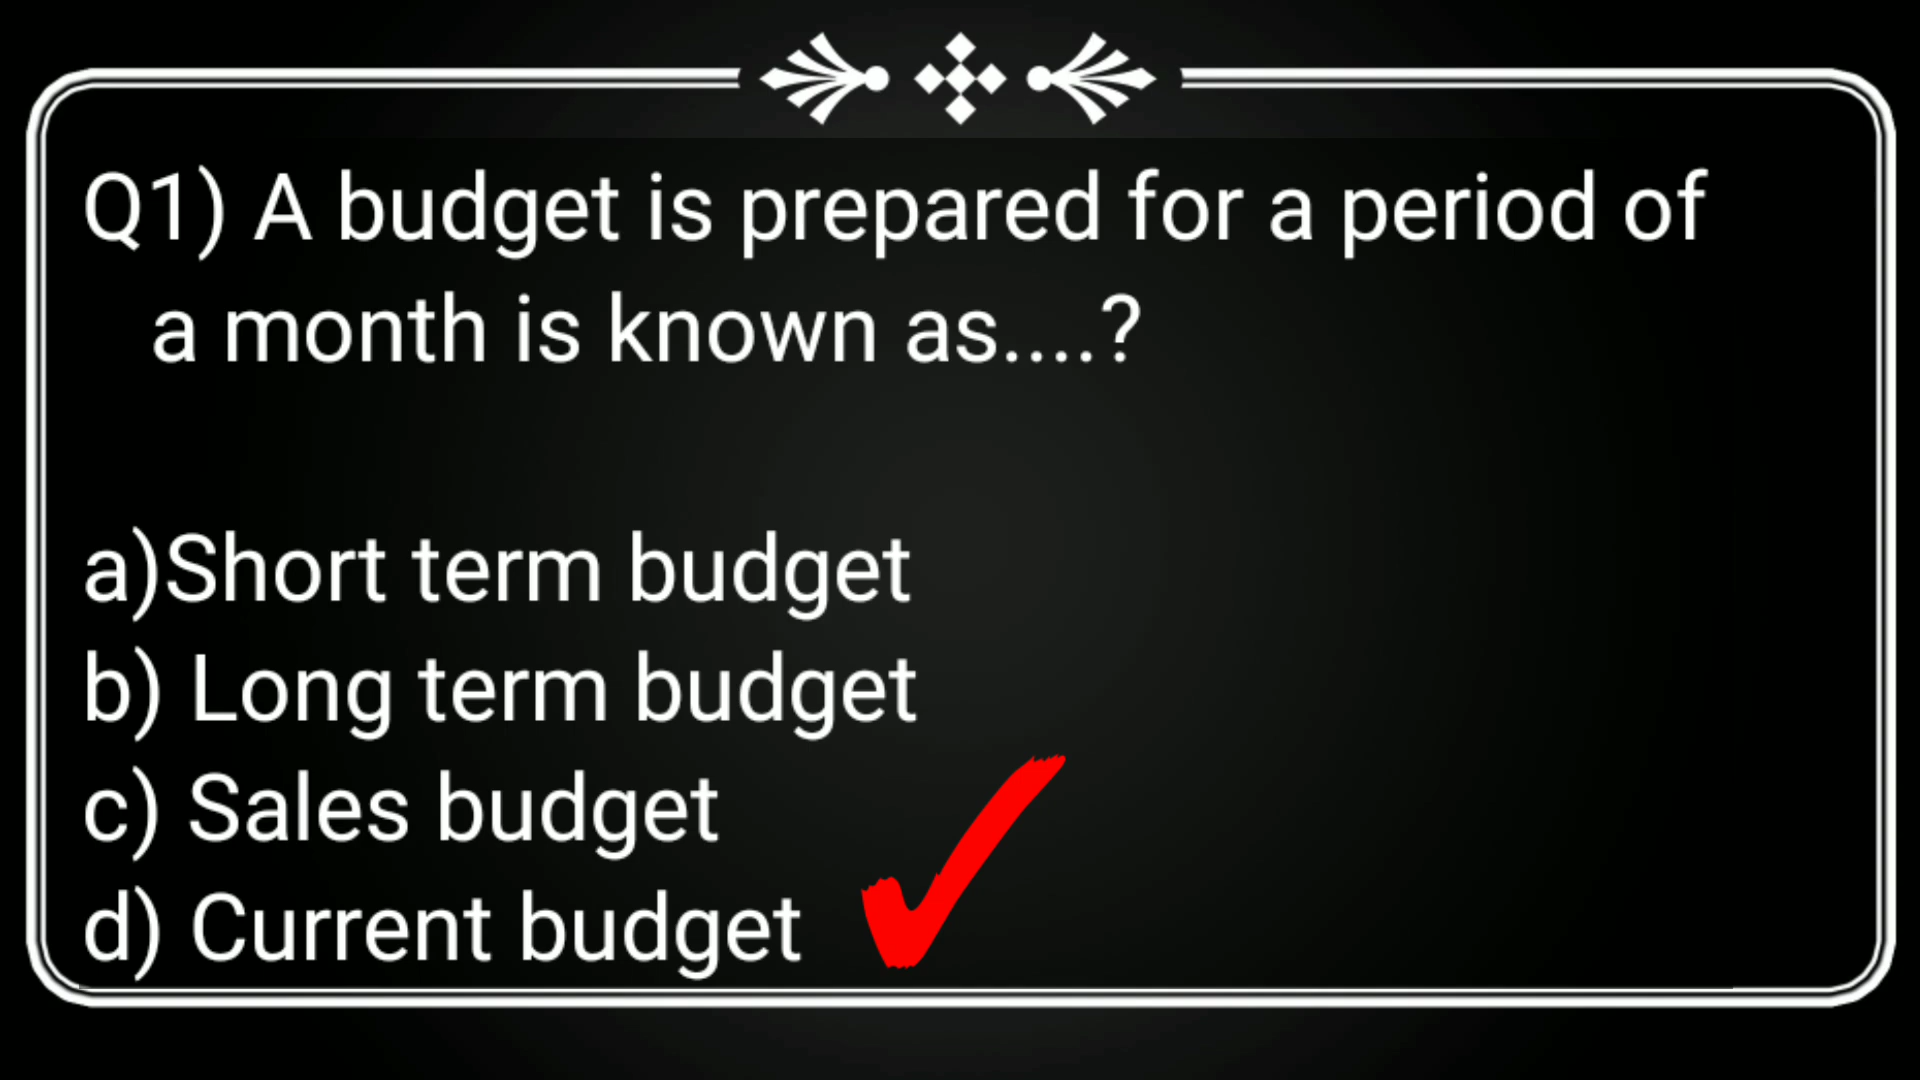 Q1) A budget is prepared for a period of
a month is known as....?
a)Short term budget
b) Long term budget
c) Sales budget
d) Current budget